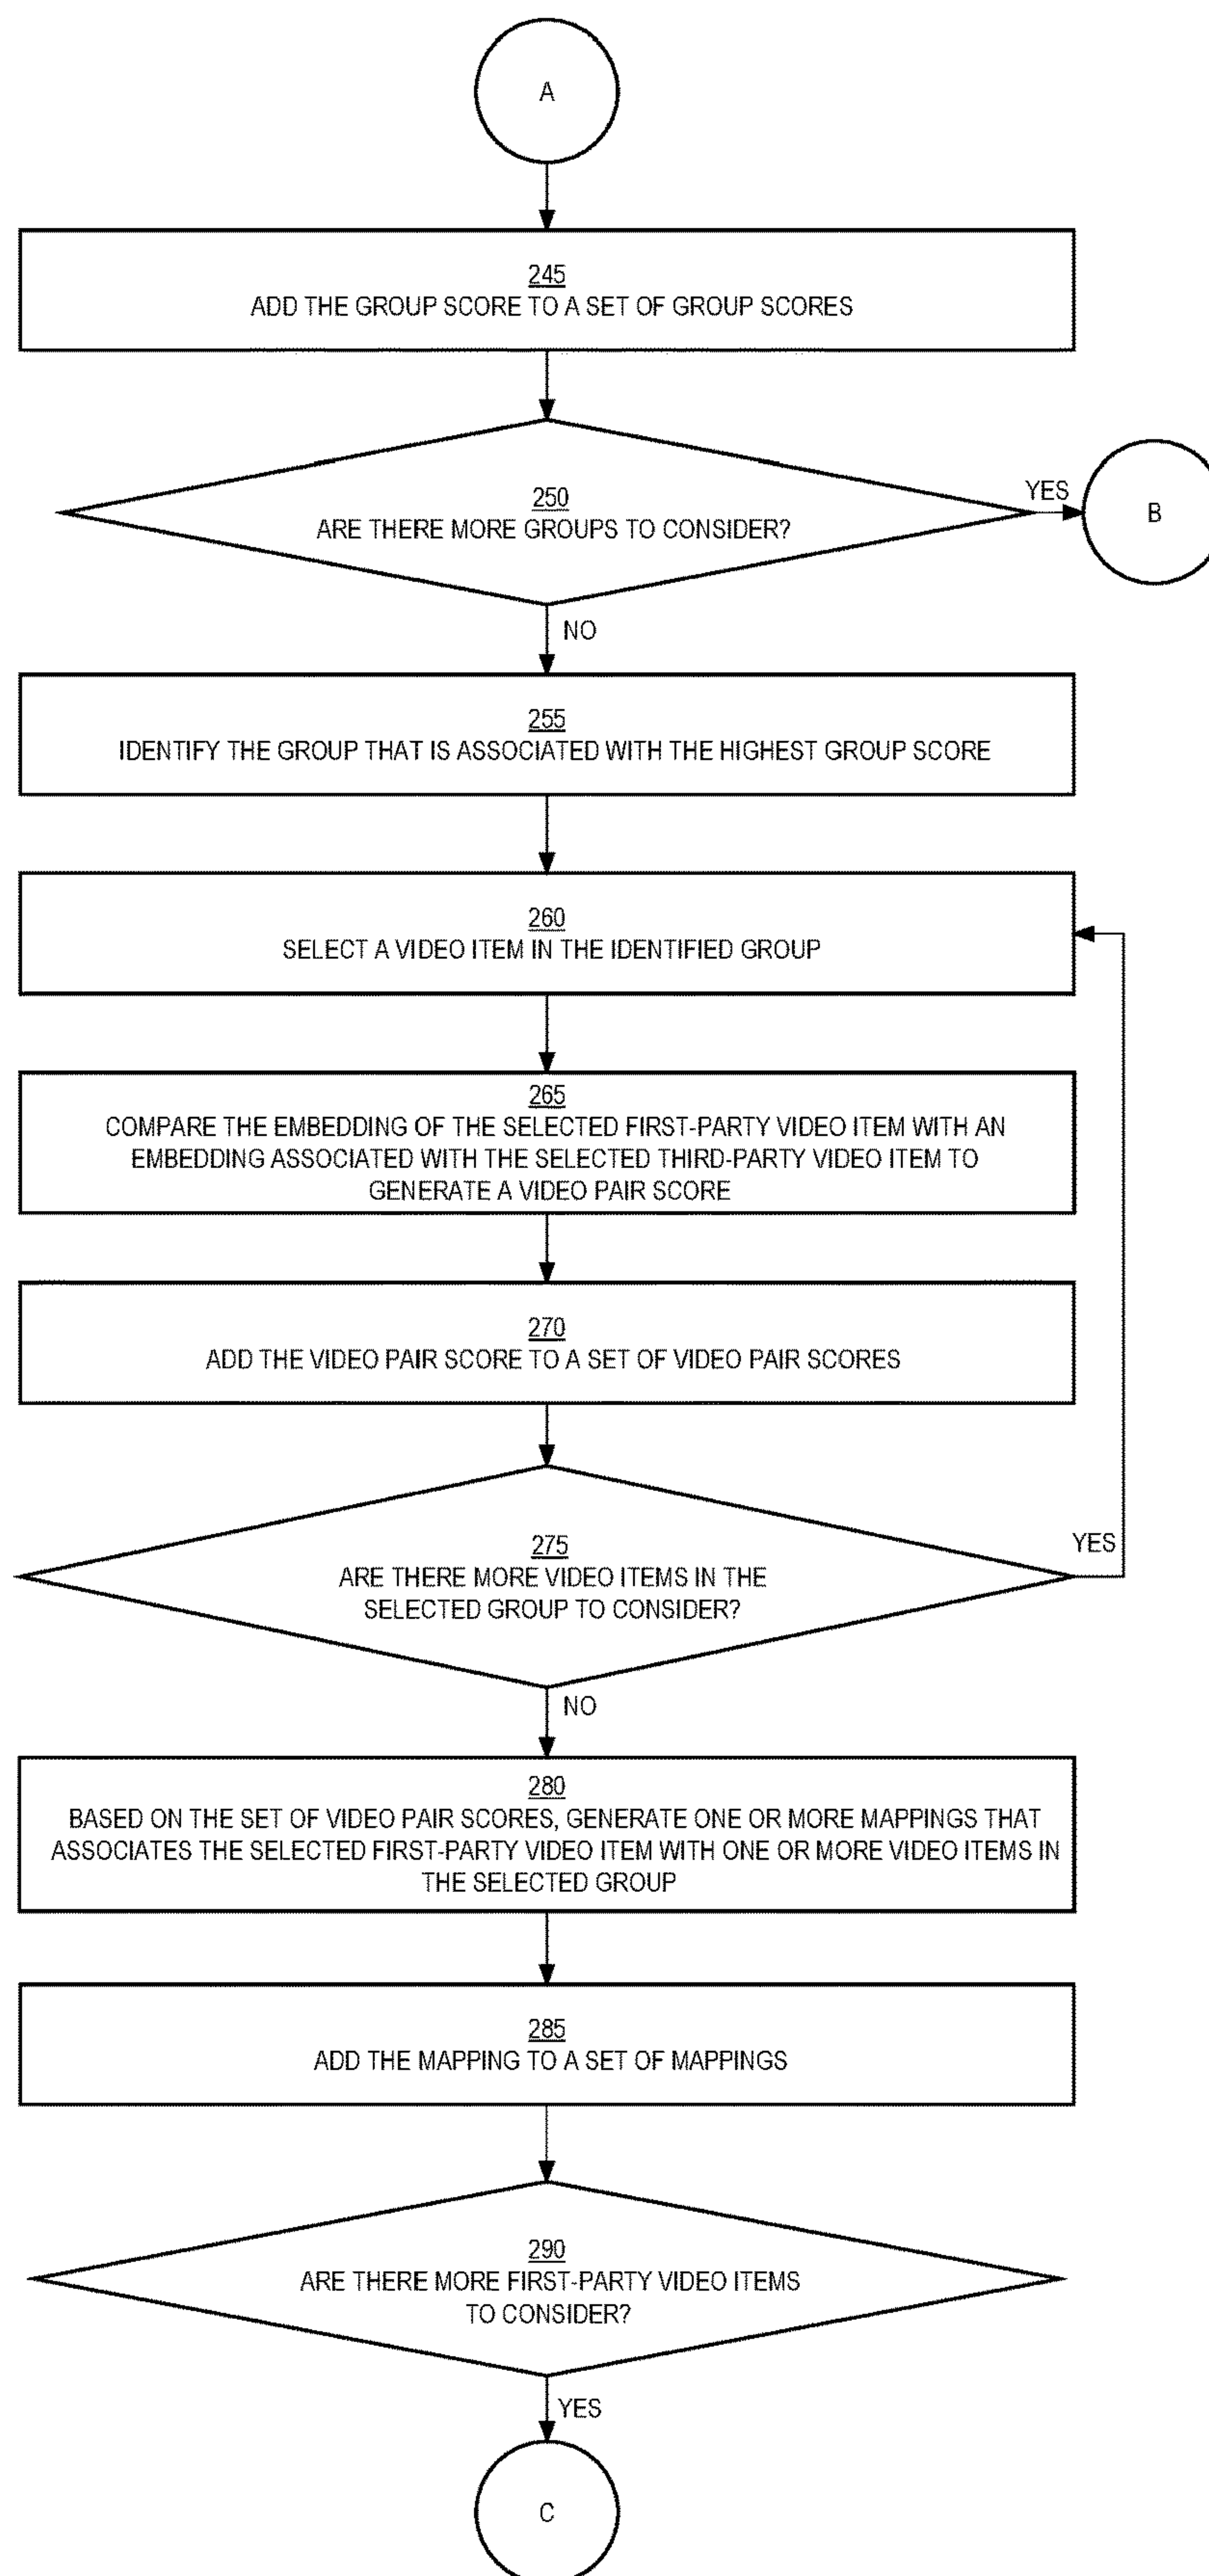 A
245
ADD THE GROUP SCORE TO A SET OF GROUP SCORES
250
ARE THERE MORE GROUPS TO CONSIDER?
YES
B
NO
255
IDENTIFY THE GROUP THAT IS ASSOCIATED WITH THE HIGHEST GROUP SCORE
260
SELECT A VIDEO ITEM IN THE IDENTIFIED GROUP
265
COMPARE THE EMBEDDING OF THE SELECTED FIRST-PARTY VIDEO ITEM WITH AN
EMBEDDING ASSOCIATED WITH THE SELECTED THIRD-PARTY VIDEO ITEM TO
GENERATE A VIDEO PAIR SCORE
270
ADD THE VIDEO PAIR SCORE TO A SET OF VIDEO PAIR SCORES
275
ARE THERE MORE VIDEO ITEMS IN THE
SELECTED GROUP TO CONSIDER?
YES
NO
280
BASED ON THE SET OF VIDEO PAIR SCORES, GENERATE ONE OR MORE MAPPINGS THAT
ASSOCIATES THE SELECTED FIRST-PARTY VIDEO ITEM WITH ONE OR MORE VIDEO ITEMS IN
THE SELECTED GROUP
285
ADD THE MAPPING TO A SET OF MAPPINGS
290
ARE THERE MORE FIRST-PARTY VIDEO ITEMS
TO CONSIDER?
YES
C